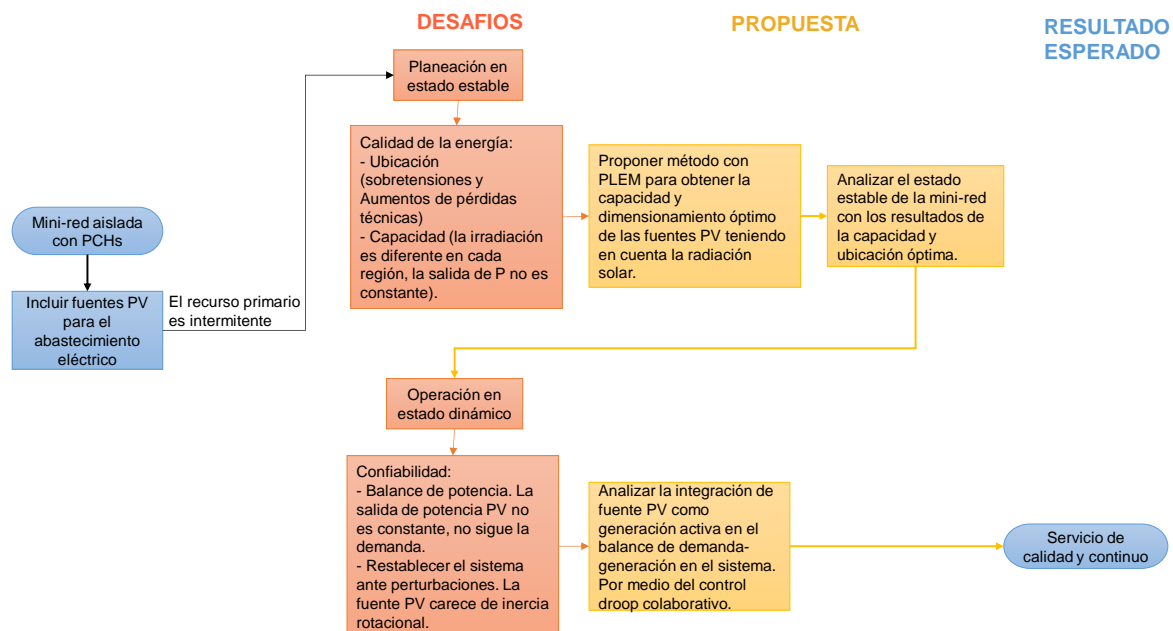 DESAFIOS
PROPUESTA
RESULTADO
ESPERADO
Planeación en
estado estable
Calidad de la energía:
- Ubicación
(sobretensiones y
Aumentos de pérdidas
técnicas)
- Capacidad (la irradiación
es diferente en cada
región, la salida de P no es
constante).
Proponer método con
PLEM para obtener la
capacidad y
dimensionamiento óptimo
de las fuentes PV teniendo
en cuenta la radiación
solar.
Analizar el estado
estable de la mini-red
con los resultados de
la capacidad y
ubicación óptima.
Mini-red aislada
con PCHs
Incluir fuentes PV
para el
abastecimiento
eléctrico
El recurso primario
es intermitente
Operación en
estado dinámico
Confiabilidad:
- Balance de potencia. La
salida de potencia PV no
es constante, no sigue la
demanda.
- Restablecer el sistema
ante perturbaciones. La
fuente PV carece de inercia
rotacional.
Analizar la integración de
fuente PV como
generación activa en el
balance de demanda-
generación en el sistema.
Por medio del control
droop colaborativo.
Servicio de
calidad y continuo